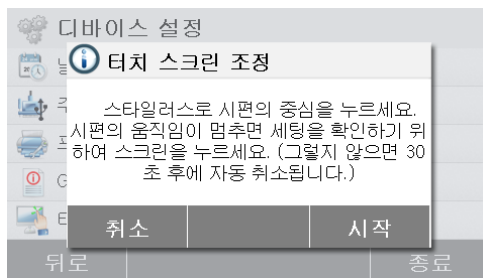 디바이스 설정
터치 스크린 조정
스타일러스로 시편의 중심을 누르세요.
시편의 움직임이 멈추면 세팅을 확인하기 위
하여 스크린을 누르세요. (그렇지 않으면 30
초 후에 자동 취소됩니다.)
취소 시작
뒤로 종료